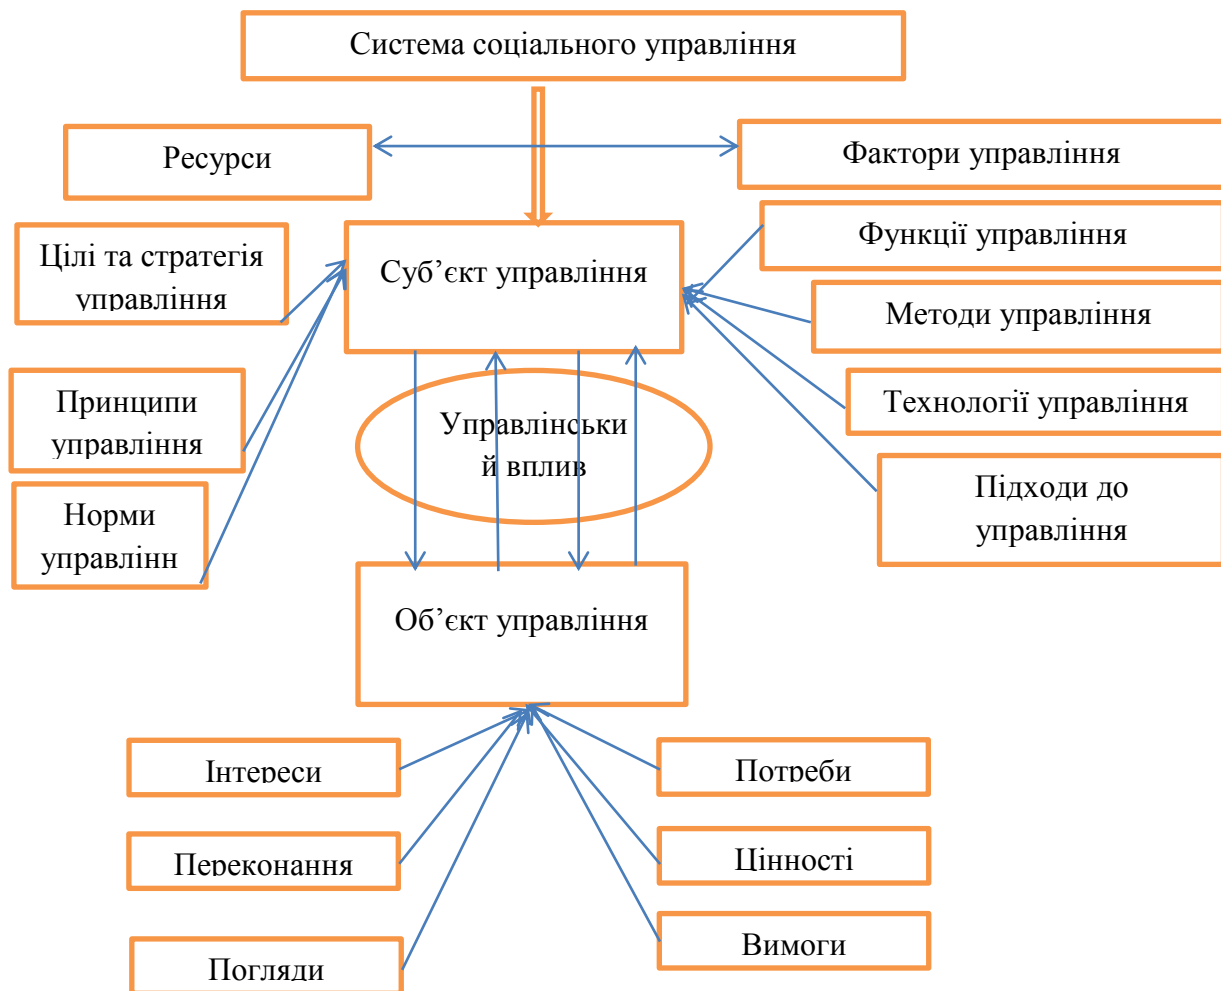 Система соціального управління
Ресурси
Фактори управління
Цілі та стратегія
управління
Суб’єкт управління
Функції управління
Методи управління
Принципи
управління
Управлінськи
й вплив
Технології управління
Норми
управлінн
Підходи до
управління
Об’єкт управління
Інтереси
Потреби
Переконання
Цінності
Погляди
Вимоги